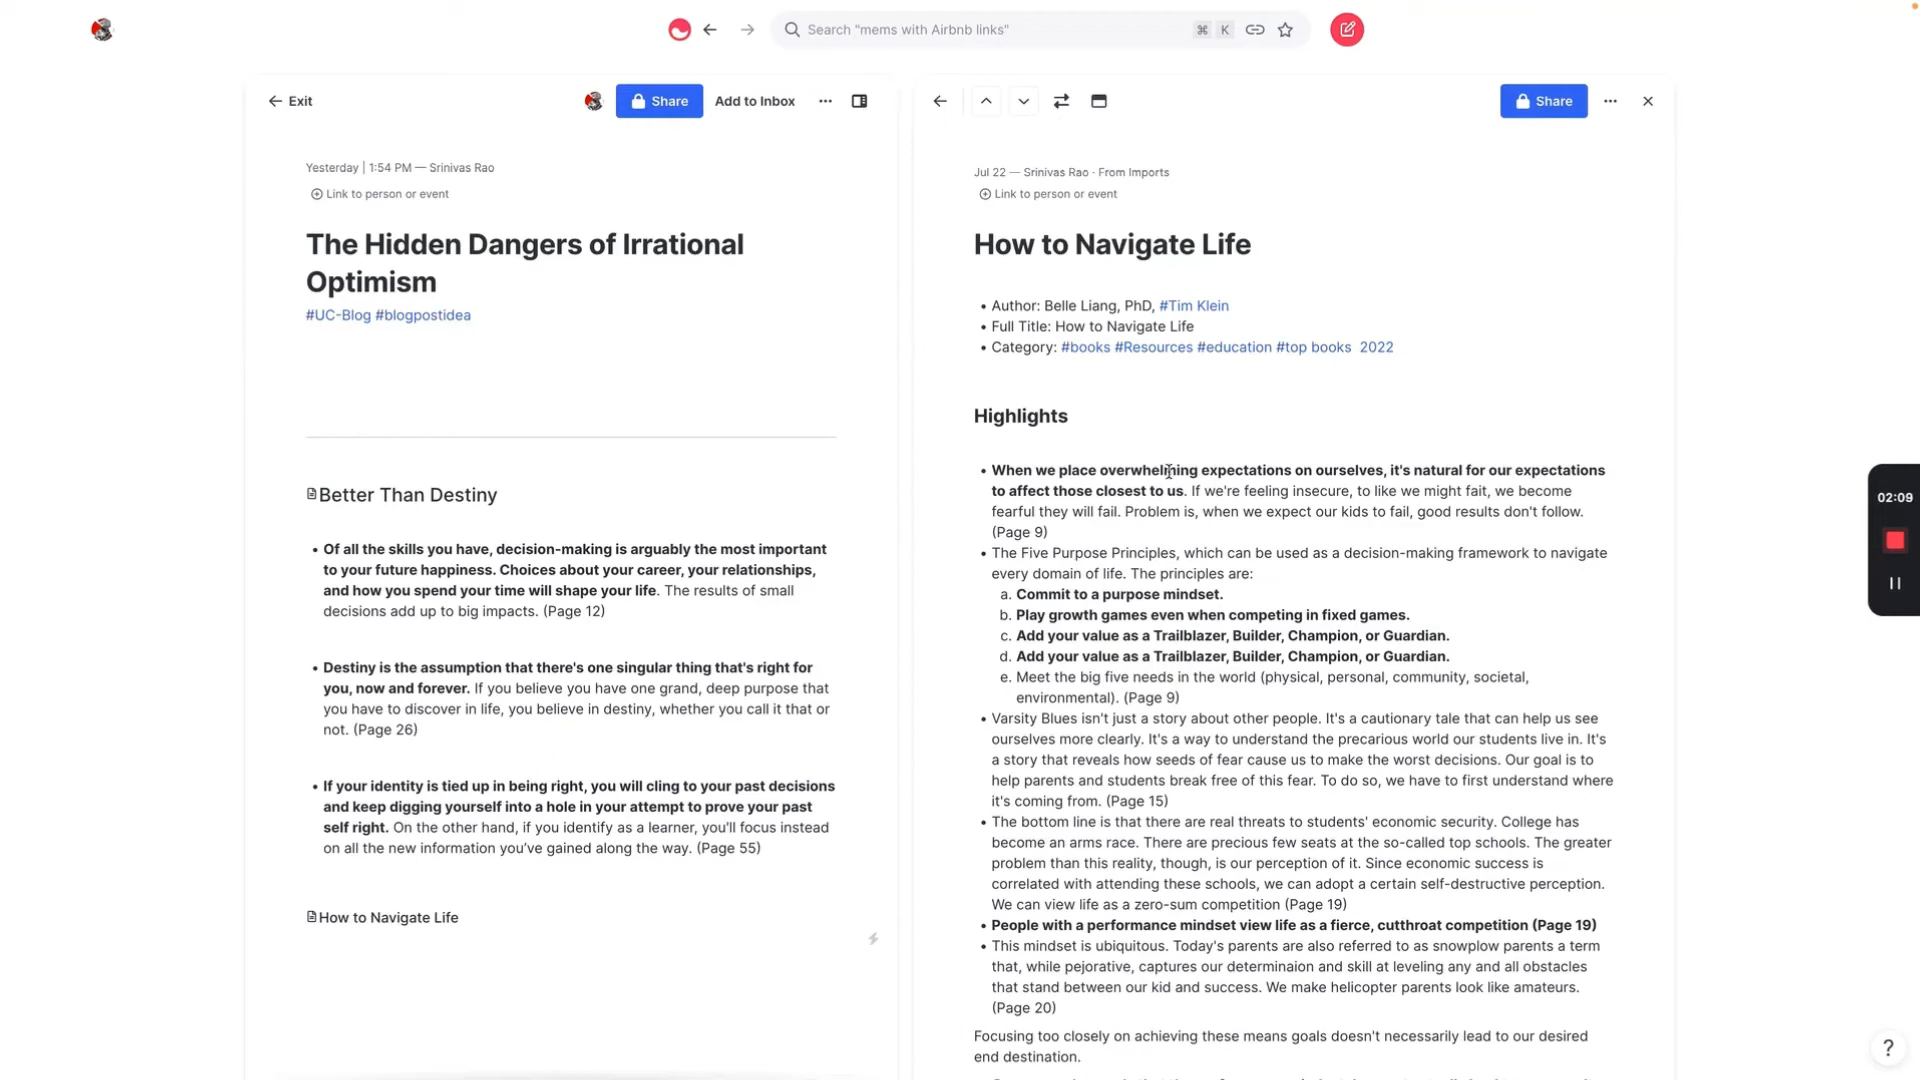 Search "mems with Airbnb links"
⌘ K
Exit
Share
Add to Inbox
Yesterday | 1:54 PM — Srinivas Rao
Link to person or event
The Hidden Dangers of Irrational
Optimism
#UC-Blog #blogpostidea
Better Than Destiny
• Of all the skills you have, decision-making is arguably the most important
to your future happiness. Choices about your career, your relationships,
and how you spend your time will shape your life. The results of small
decisions add up to big impacts. (Page 12)
• Destiny is the assumption that there's one singular thing that's right for
you, now and forever. If you believe you have one grand, deep purpose that
you have to discover in life, you believe in destiny, whether you call it that or
not. (Page 26)
• If your identity is tied up in being right, you will cling to your past decisions
and keep digging yourself into a hole in your attempt to prove your past
self right. On the other hand, if you identify as a learner, you'll focus instead
on all the new information you've gained along the way. (Page 55)
How to Navigate Life
Share
Jul 22 — Srinivas Rao · From Imports
Link to person or event
How to Navigate Life
• Author: Belle Liang, PhD, #Tim Klein
• Full Title: How to Navigate Life
• Category: #books #Resources #education #top books 2022
Highlights
• When we place overwhelming expectations on ourselves, it's natural for our expectations
to affect those closest to us. If we're feeling insecure, to like we might fait, we become
fearful they will fail. Problem is, when we expect our kids to fail, good results don't follow.
(Page 9)
• The Five Purpose Principles, which can be used as a decision-making framework to navigate
every domain of life. The principles are:
a. Commit to a purpose mindset.
b. Play growth games even when competing in fixed games.
c. Add your value as a Trailblazer, Builder, Champion, or Guardian.
d. Add your value as a Trailblazer, Builder, Champion, or Guardian.
e. Meet the big five needs in the world (physical, personal, community, societal,
environmental). (Page 9)
• Varsity Blues isn't just a story about other people. It's a cautionary tale that can help us see
ourselves more clearly. It's a way to understand the precarious world our students live in. It's
a story that reveals how seeds of fear cause us to make the worst decisions. Our goal is to
help parents and students break free of this fear. To do so, we have to first understand where
it's coming from. (Page 15)
• The bottom line is that there are real threats to students' economic security. College has
become an arms race. There are precious few seats at the so-called top schools. The greater
problem than this reality, though, is our perception of it. Since economic success is
correlated with attending these schools, we can adopt a certain self-destructive perception.
We can view life as a zero-sum competition (Page 19)
• People with a performance mindset view life as a fierce, cutthroat competition (Page 19)
• This mindset is ubiquitous. Today's parents are also referred to as snowplow parents a term
that, while pejorative, captures our determinaion and skill at leveling any and all obstacles
that stand between our kid and success. We make helicopter parents look like amateurs.
(Page 20)
Focusing too closely on achieving these means goals doesn't necessarily lead to our desired
end destination.
02:09
?